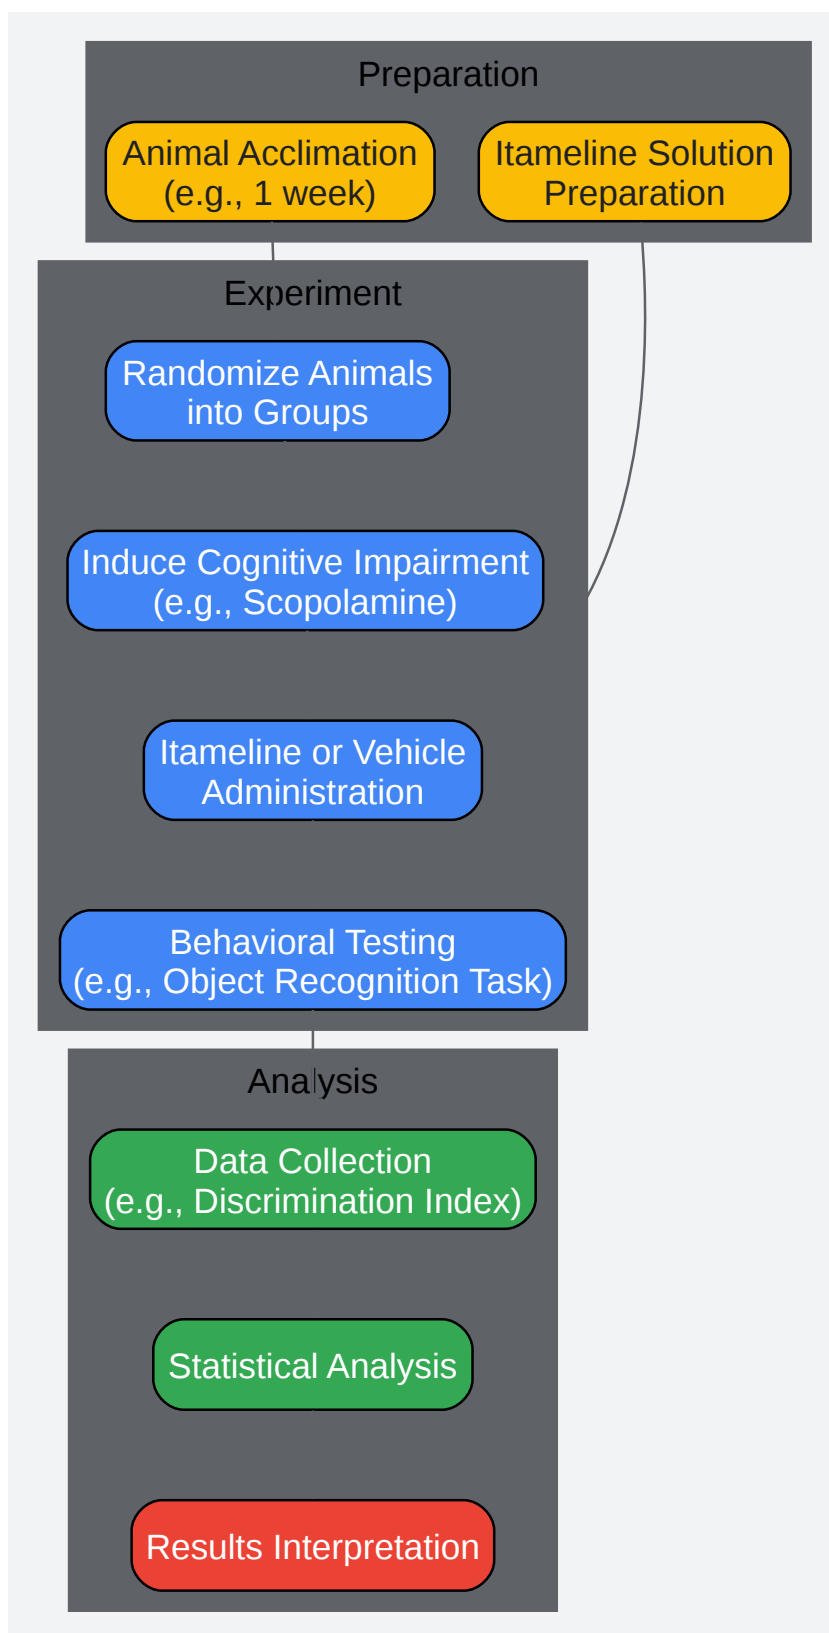 Preparation
Animal Acclimation
(e.g., 1 week)
Itameline Solution
Preparation
Experiment
Randomize Animals
into Groups
Induce Cognitive Impairment
(e.g., Scopolamine)
Itameline or Vehicle
Administration
Behavioral Testing
(e.g., Object Recognition Task)
Analysis
Data Collection
(e.g., Discrimination Index)
Statistical Analysis
Results Interpretation